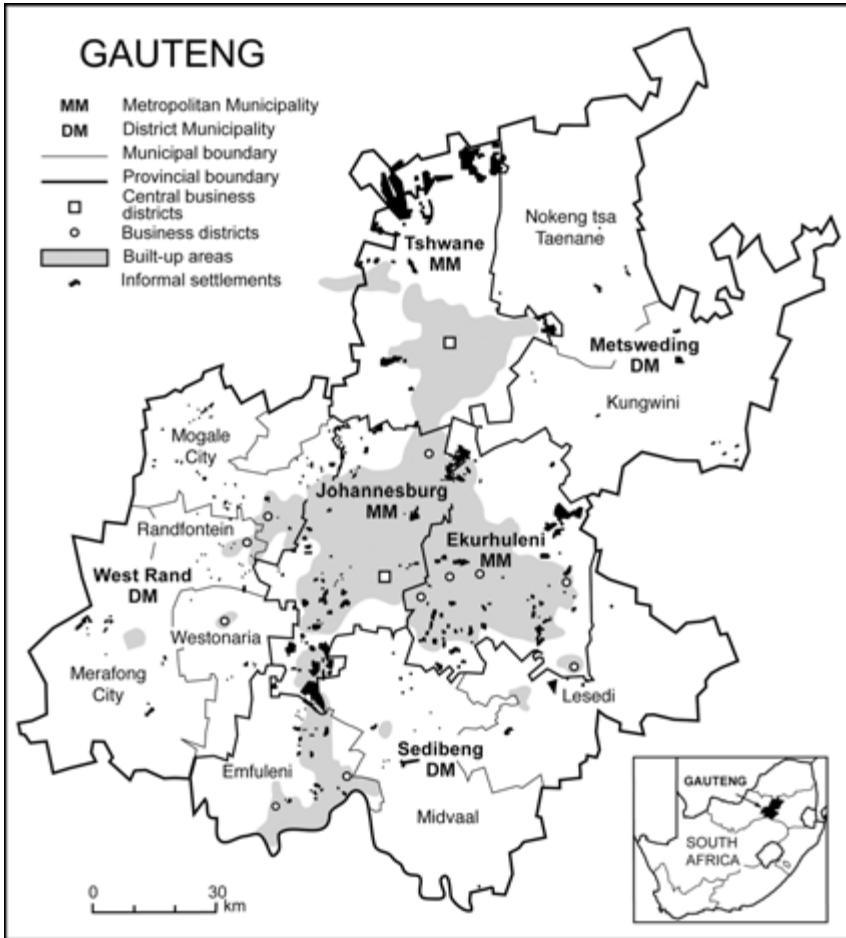 GAUTENG
MM Metropolitan Municipality
DM District Municipality
Municipal boundary
Provincial boundary
Central business
districts
Business districts
Built-up areas
Informal settlements
Nokeng tsa
Taenane
Tshwane
MM
Metsweding
DM
Kungwini
Mogale
City
Johannesburg
MM
Randfontein
Ekurhuleni
MM
West Rand
DM
Westonaria
Merafong
City
Lesedi
Sedibeng
DM
Emfuleni
Midvaal
GAUTENG
SOUTH
AFRICA
0 30
km